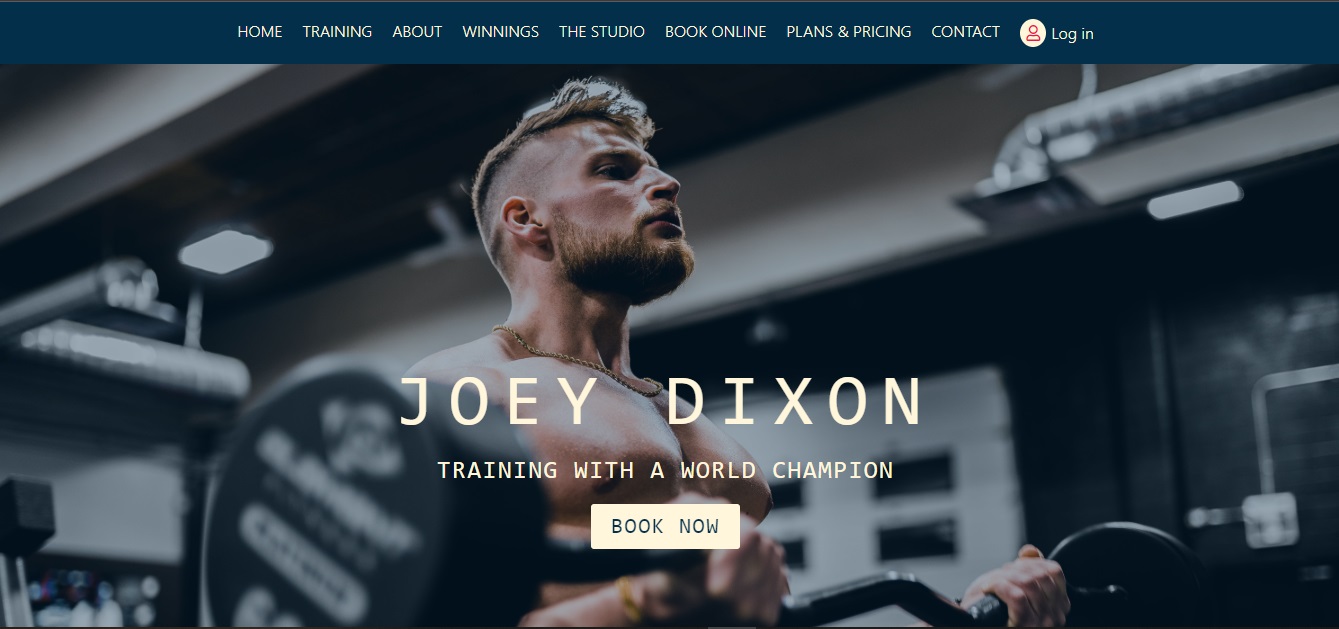 HOME TRAINING ABOUT WINNINGS THE STUDIO BOOK ONLINE PLANS & PRICING CONTACT Log in
JOEY DIXON
TRAINING WITH A WORLD CHAMPION
BOOK NOW